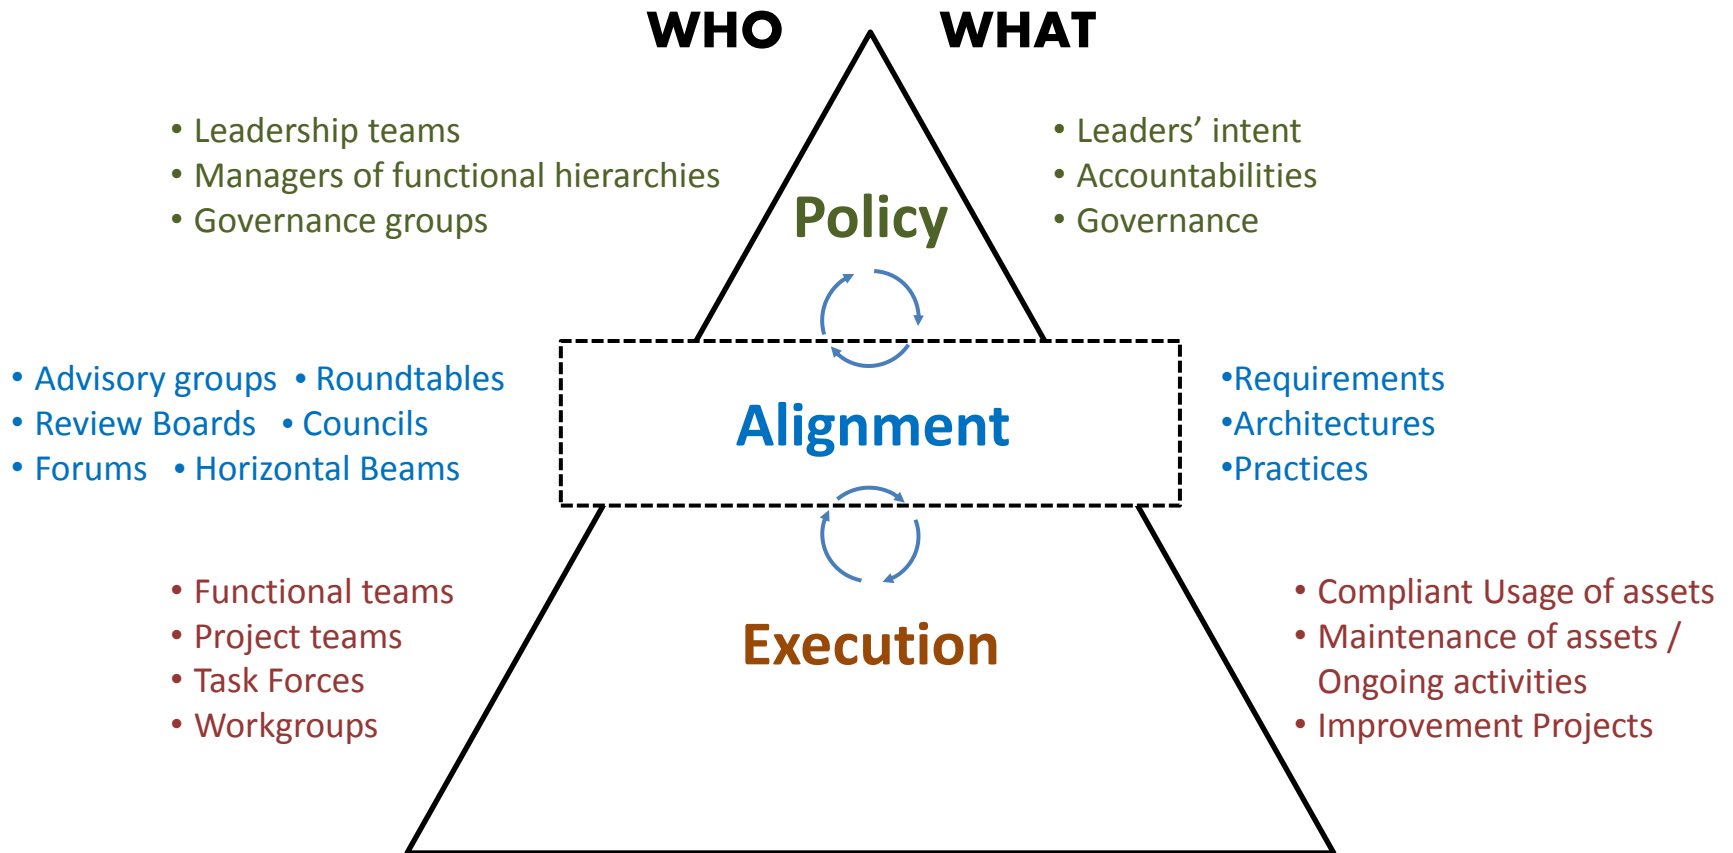 WHO
WHAT
• Leadership teams
• Managers of functional hierarchies
• Governance groups
Policy
• Leaders’ intent
• Accountabilities
• Governance
• Advisory groups • Roundtables
• Review Boards • Councils
• Forums • Horizontal Beams
Alignment
•Requirements
•Architectures
•Practices
• Functional teams
• Project teams
• Task Forces
• Workgroups
Execution
• Compliant Usage of assets
• Maintenance of assets /
Ongoing activities
• Improvement Projects